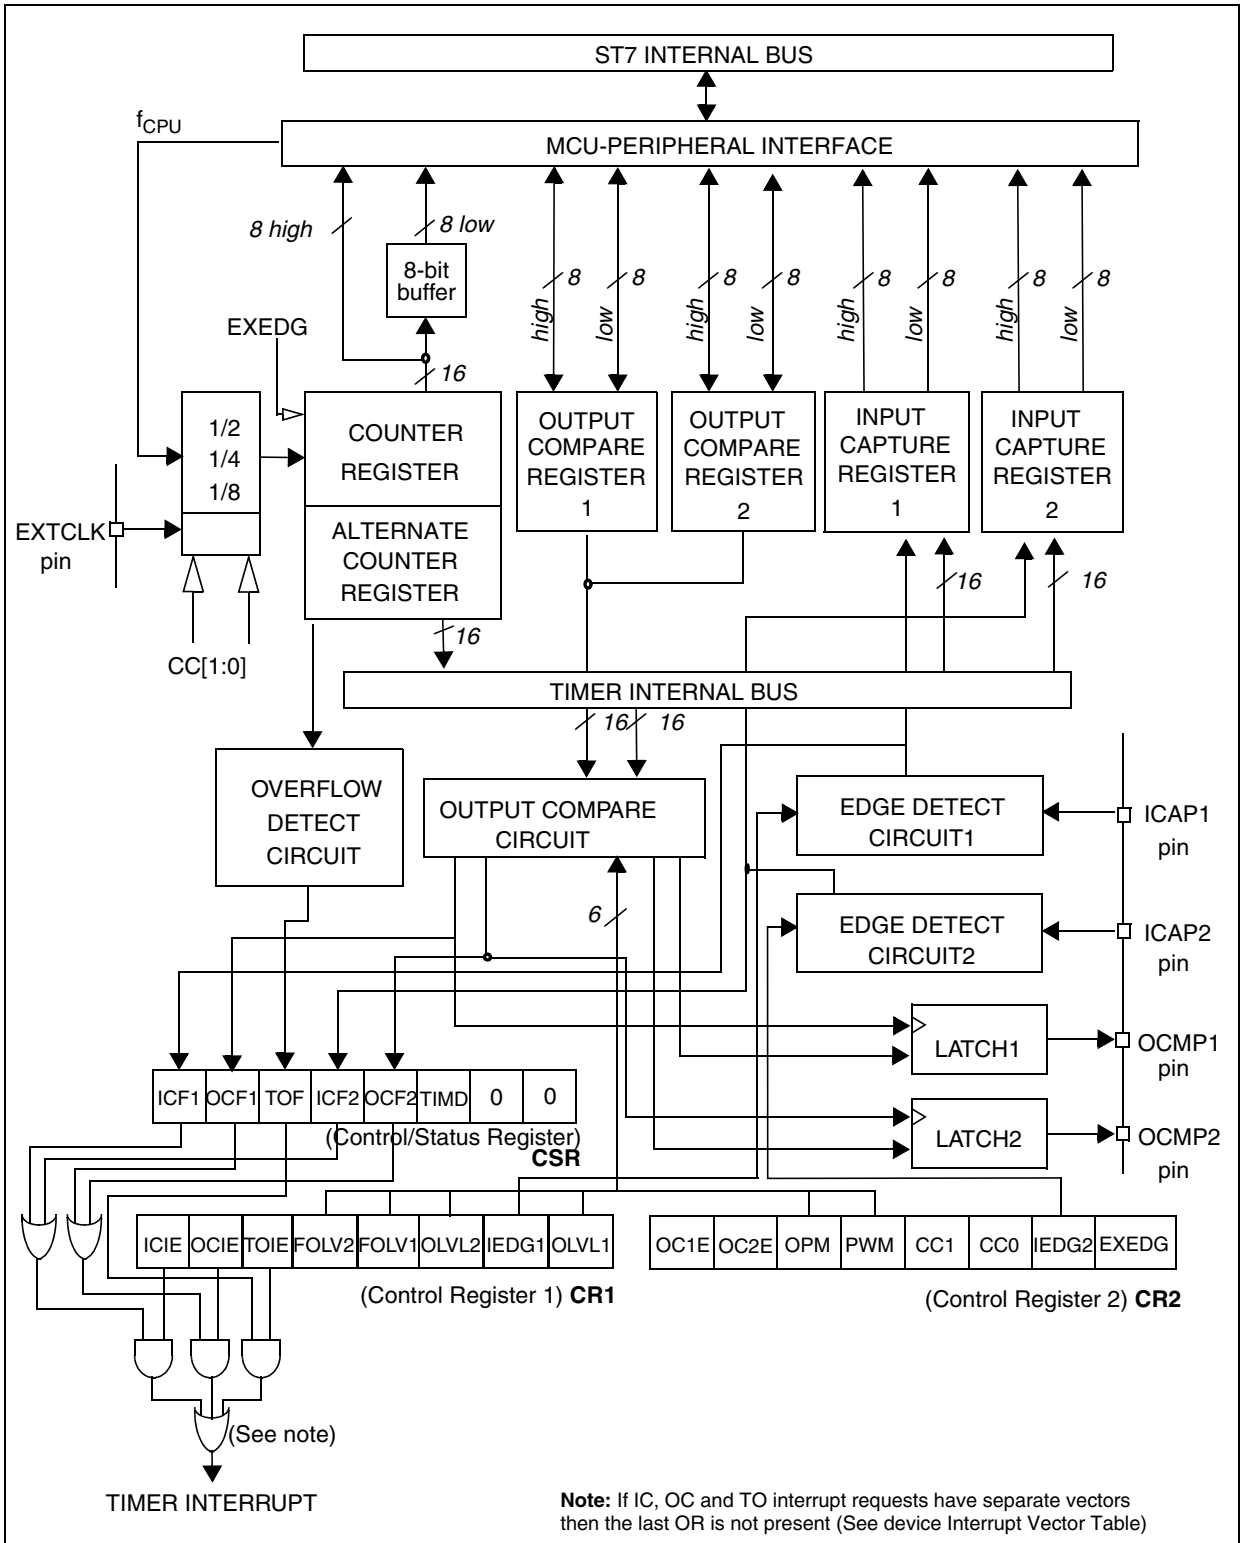 ST7 INTERNAL BUS
fCPU
MCU-PERIPHERAL INTERFACE
8 high
8 low
8-bit
buffer
8
8
8
8
8
8
8
8
high
low
high
low
high
low
high
low
EXEDG
16
1/2
1/4
1/8
COUNTER
REGISTER
OUTPUT
COMPARE
REGISTER
1
OUTPUT
COMPARE
REGISTER
2
INPUT
CAPTURE
REGISTER
1
INPUT
CAPTURE
REGISTER
2
EXTCLK
pin
ALTERNATE
COUNTER
REGISTER
16
16
16
CC[1:0]
TIMER INTERNAL BUS
16
16
OVERFLOW
DETECT
CIRCUIT
OUTPUT COMPARE
CIRCUIT
EDGE DETECT
CIRCUIT1
ICAP1
pin
6
EDGE DETECT
CIRCUIT2
ICAP2
pin
LATCH1
OCMP1
pin
LATCH2
OCMP2
pin
ICF1 OCF1 TOF ICF2 OCF2 TIMD 0 0
(Control/Status Register)
CSR
ICIE OCIE TOIE FOLV2 FOLV1 OLVL2 IEDG1 OLVL1
OC1E OC2E OPM PWM CC1 CC0 IEDG2 EXEDG
(Control Register 1) CR1
(Control Register 2) CR2
(See note)
TIMER INTERRUPT
Note: If IC, OC and TO interrupt requests have separate vectors
then the last OR is not present (See device Interrupt Vector Table)